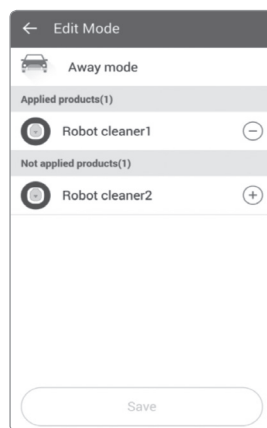 Edit Mode
Away mode
Applied products(1)
Robot cleaner1
Not applied products(1)
Robot cleaner2
Save